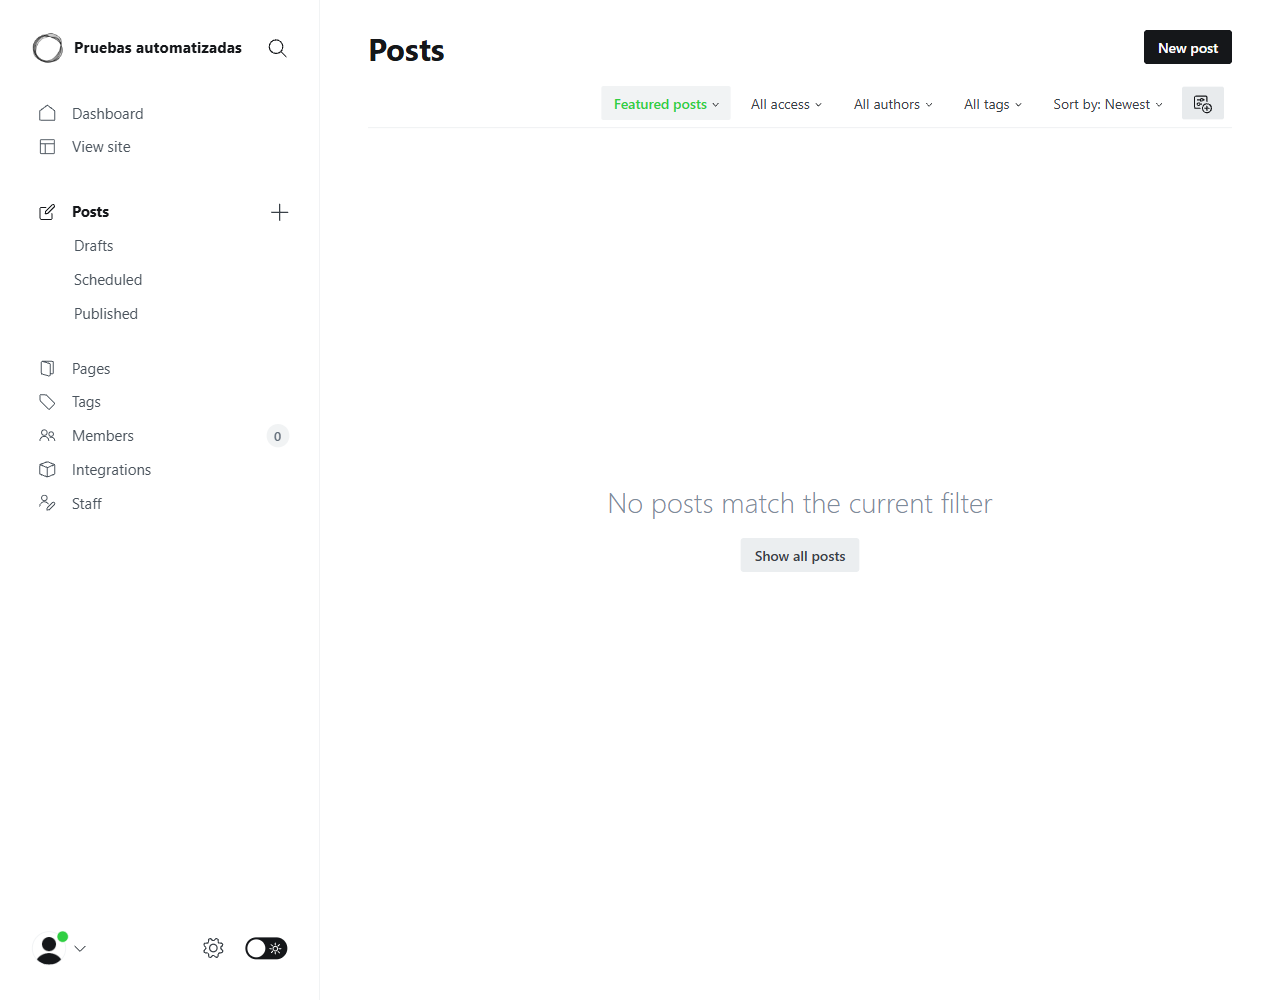 Pruebas automatizadas
Dashboard
View site
Posts
Drafts
Scheduled
Published
Pages
Tags
Members 0
Integrations
Staff
Posts
New post
Featured posts All access All authors All tags Sort by: Newest
No posts match the current filter
Show all posts